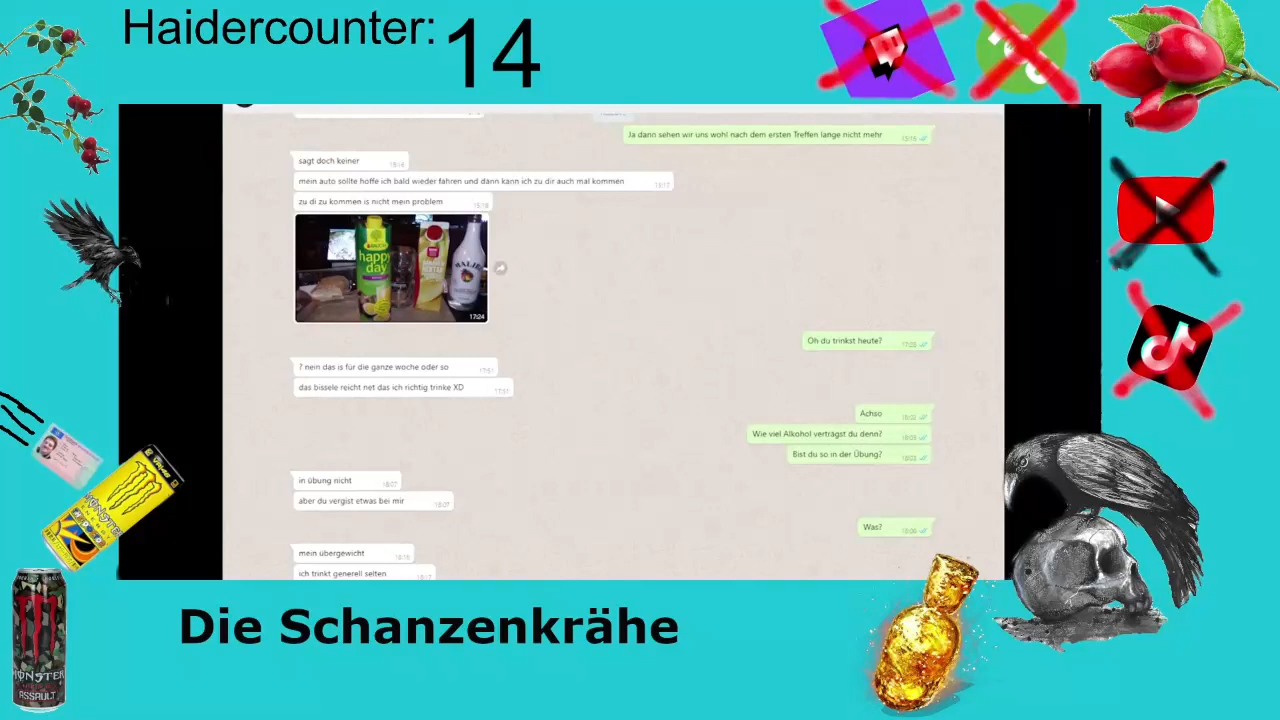 Haidercounter: 14
Ja dann sehen wir uns wohl nach dem ersten Treffen lange nicht mehr
sagt doch keiner
mein auto sollte hoffe ich bald wieder fahren und dann kann ich zu dir auch mal kommen
zu di zu kommen is nicht mein problem
happy day
MALIBU
17:24
Oh du trinkst heute?
? nein das is für die ganze woche oder so
das bissele reicht net das ich richtig trinke XD
Achso
Wie viel Alkohol verträgst du denn?
Bist du so in der Übung?
in übung nicht
aber du vergist etwas bei mir
Was?
mein übergewicht
ich trinkt generell selten
MONSTER
ENERGY
MONSTER
ASSAULT
Die Schanzenkrähe